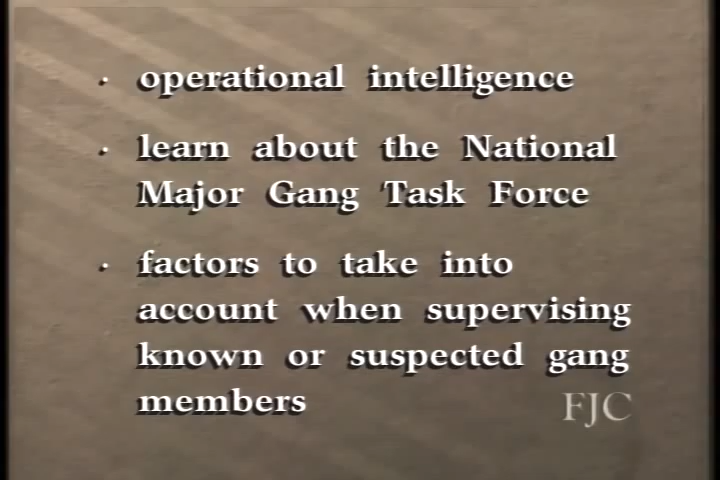 · operational intelligence
· learn about the National
Major Gang Task Force
· factors to take into
account when supervising
known or suspected gang
members
FJC